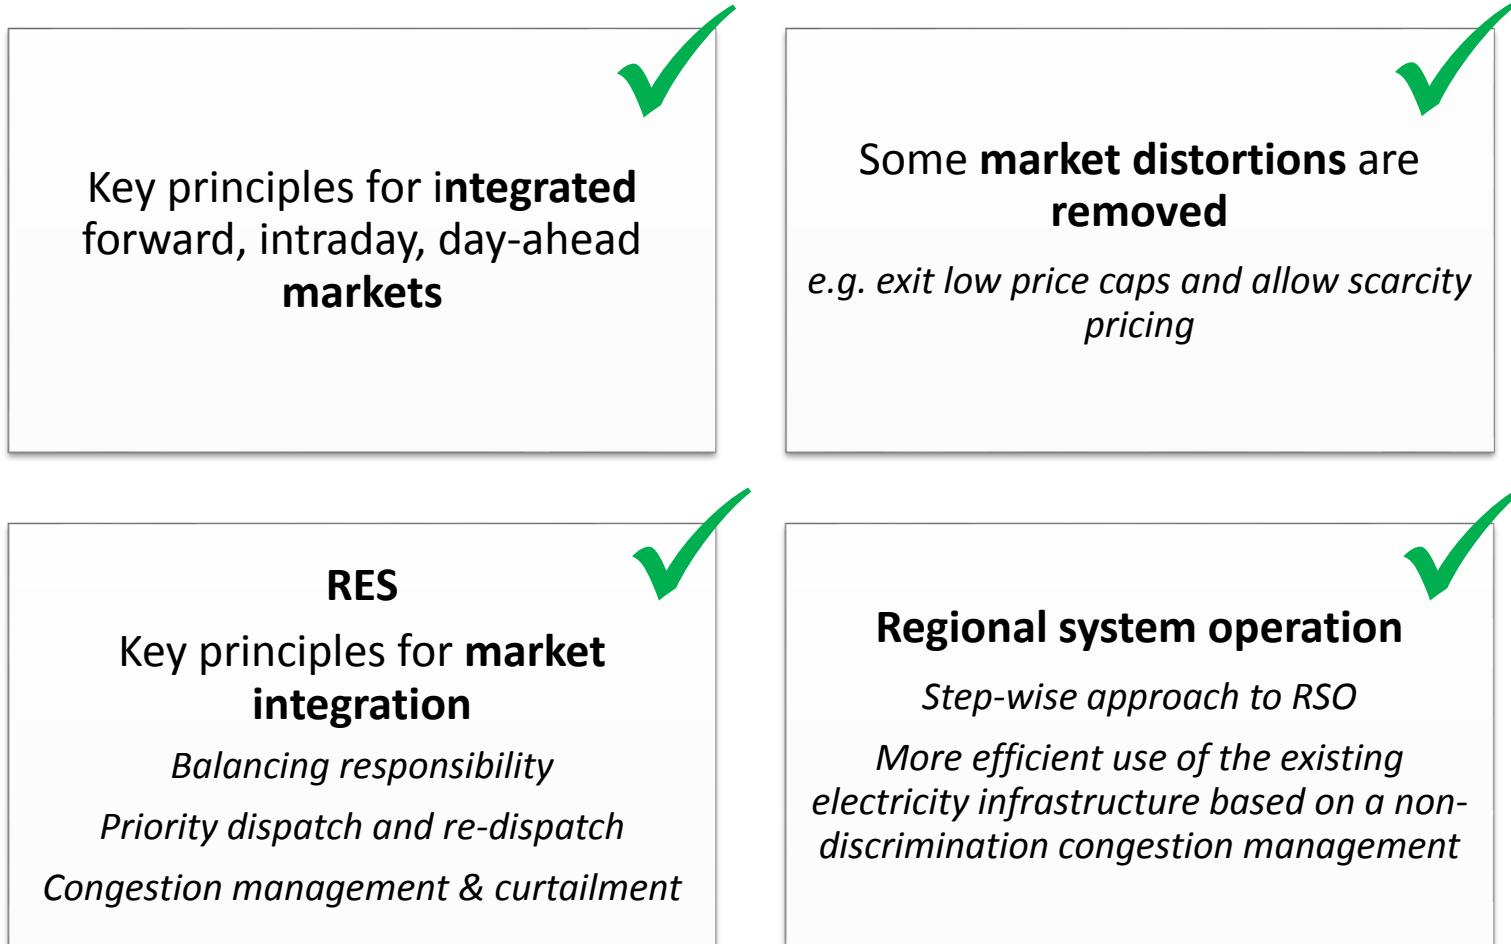 Key principles for integrated
forward, intraday, day-ahead
markets
Some market distortions are
removed
e.g. exit low price caps and allow scarcity
pricing
RES
Key principles for market
integration
Balancing responsibility
Priority dispatch and re-dispatch
Congestion management & curtailment
Regional system operation
Step-wise approach to RSO
More efficient use of the existing
electricity infrastructure based on a non-
discrimination congestion management